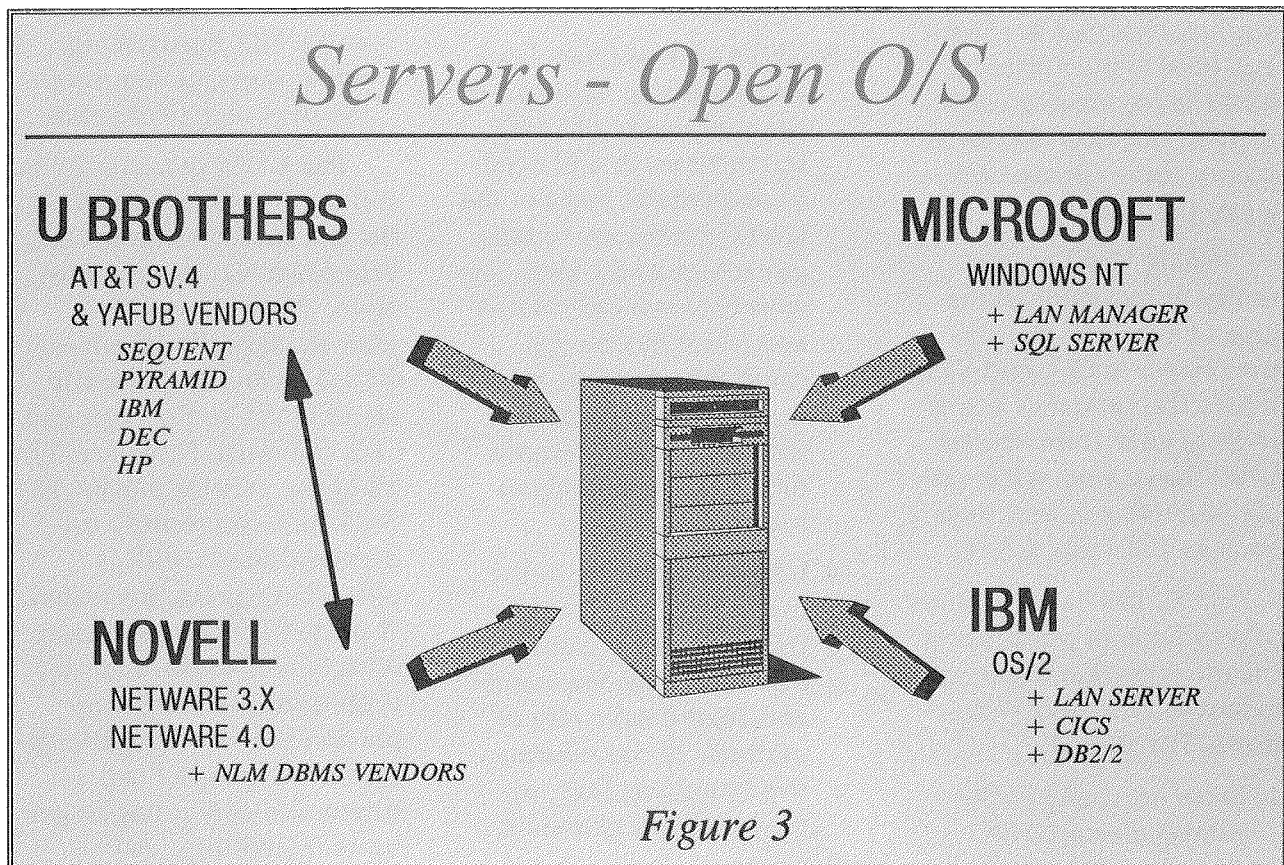 Servers - Open O/S
U BROTHERS
AT&T SV.4
& YAFUB VENDORS
SEQUENT
PYRAMID
IBM
DEC
HP
MICROSOFT
WINDOWS NT
+ LAN MANAGER
+ SQL SERVER
NOVELL
NETWARE 3.X
NETWARE 4.0
+ NLM DBMS VENDORS
IBM
OS/2
+ LAN SERVER
+ CICS
+ DB2/2
Figure 3